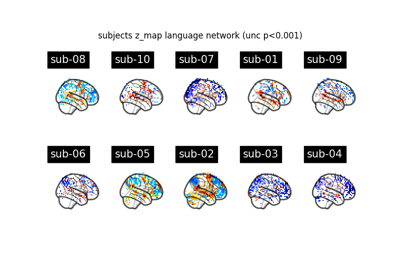 subjects z_map language network (unc p<0.001)
sub-08 sub-10 sub-07 sub-01 sub-09
sub-06 sub-05 sub-02 sub-03 sub-04